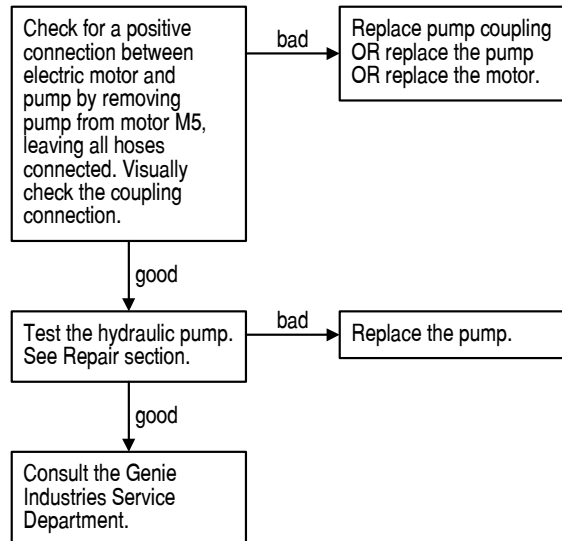 Check for a positive
connection between
electric motor and
pump by removing
pump from motor M5,
leaving all hoses
connected. Visually
check the coupling
connection.
bad
Replace pump coupling
OR replace the pump
OR replace the motor.
good
Test the hydraulic pump.
See Repair section.
bad
Replace the pump.
good
Consult the Genie
Industries Service
Department.